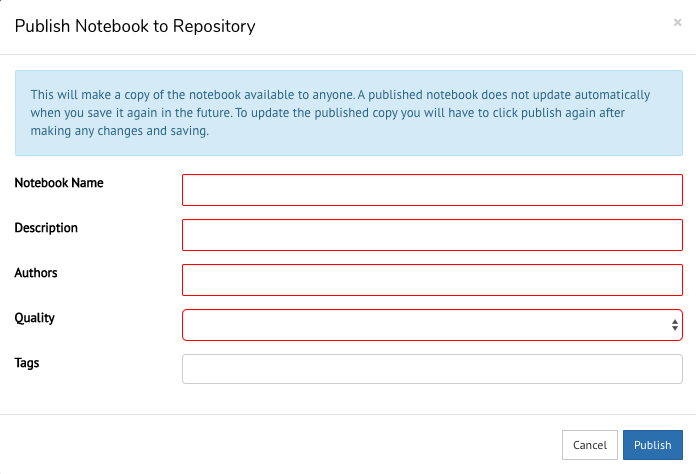 Publish Notebook to Repository
×
This will make a copy of the notebook available to anyone. A published notebook does not update automatically
when you save it again in the future. To update the published copy you will have to click publish again after
making any changes and saving.
Notebook Name
Description
Authors
Quality
Tags
Cancel
Publish